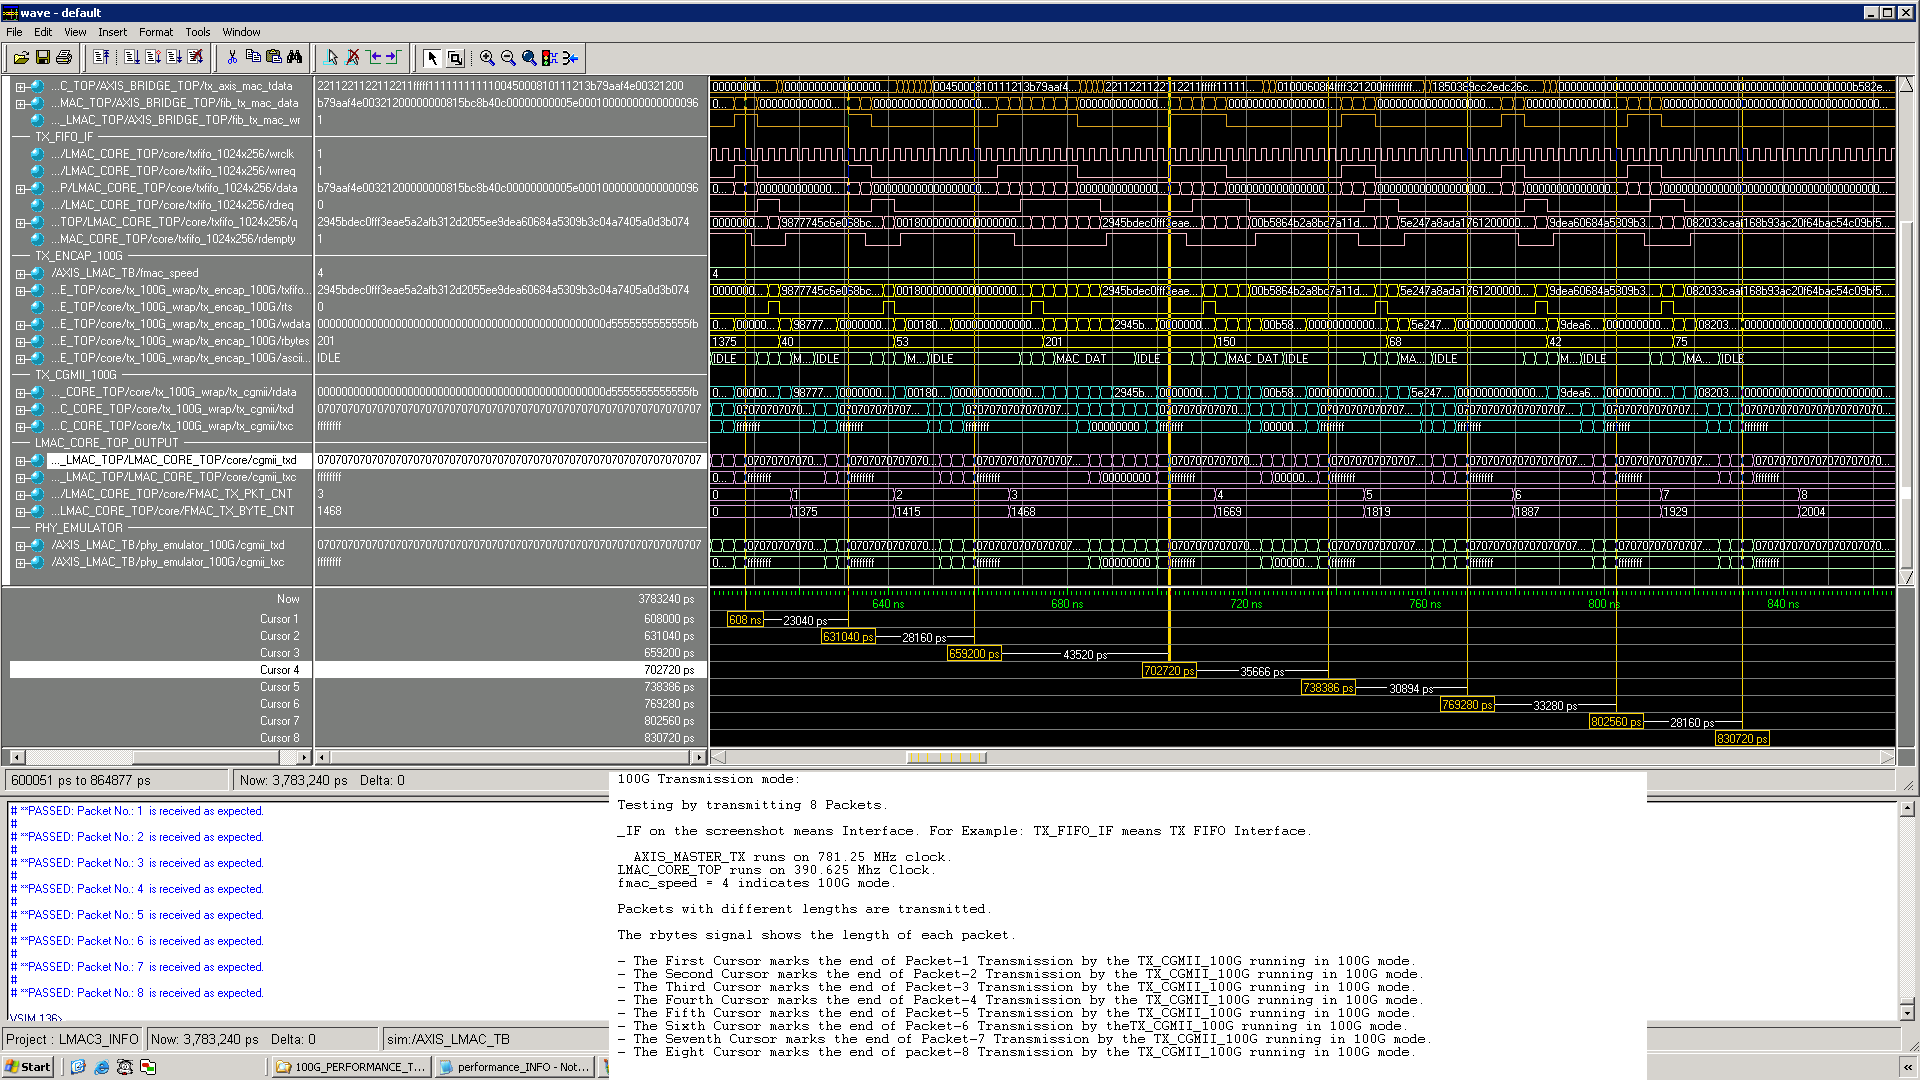 wave - default
File Edit View Insert Format Tools Window
...C_TOP/AXIS_BRIDGE_TOP/tx_axis_mac_tdata
...MAC_TOP/AXIS_BRIDGE_TOP/fib_tx_mac_data
..._LMAC_TOP/AXIS_BRIDGE_TOP/fib_tx_mac_wr 1
TX_FIFO_IF
.../LMAC_CORE_TOP/core/txfifo_1024x256/wrclk 1
.../LMAC_CORE_TOP/core/txfifo_1024x256/wrreq 1
...P/LMAC_CORE_TOP/core/txfifo_1024x256/data
.../LMAC_CORE_TOP/core/txfifo_1024x256/rdreq 0
...TOP/LMAC_CORE_TOP/core/txfifo_1024x256/q 2945bdec0fff3eae5a2afb312d2055ee9dea60684a5309b3c04a7405a0d3b074
...MAC_CORE_TOP/core/txfifo_1024x256/rdempty 1
TX_ENCAP_100G
/AXIS_LMAC_TB/fmac_speed 4 4
...E_TOP/core/tx_100G_wrap/tx_encap_100G/txfifo... 2945bdec0fff3eae5a2afb312d2055ee9dea60684a5309b3c04a7405a0d3b074
...E_TOP/core/tx_100G_wrap/tx_encap_100G/rts 0
...E_TOP/core/tx_100G_wrap/tx_encap_100G/wdata
...E_TOP/core/tx_100G_wrap/tx_encap_100G/rbytes 201 1375 40 53 201 150 68 42 75
...E_TOP/core/tx_100G_wrap/tx_encap_100G/ascii... IDLE IDLE M... IDLE M... IDLE MAC_DAT IDLE MAC_DAT IDLE MA... IDLE M... IDLE MA... IDLE
TX_CGMII_100G
..._CORE_TOP/core/tx_100G_wrap/tx_cgmii/rdata
...C_CORE_TOP/core/tx_100G_wrap/tx_cgmii/txd 0707070707070707070707070707070707070707070707070707070707070707
...C_CORE_TOP/core/tx_100G_wrap/tx_cgmii/txc ffffffff
LMAC_CORE_TOP_OUTPUT
..._LMAC_TOP/LMAC_CORE_TOP/core/cgmii_txd 0707070707070707070707070707070707070707070707070707070707070707
..._LMAC_TOP/LMAC_CORE_TOP/core/cgmii_txc ffffffff
.../LMAC_CORE_TOP/core/FMAC_TX_PKT_CNT 3 0 1 2 3 4 5 6 7 8
...LMAC_CORE_TOP/core/FMAC_TX_BYTE_CNT 1468 0 1375 1415 1468 1669 1819 1887 1929 2004
PHY_EMULATOR
/AXIS_LMAC_TB/phy_emulator_100G/cgmii_txd 0707070707070707070707070707070707070707070707070707070707070707
/AXIS_LMAC_TB/phy_emulator_100G/cgmii_txc ffffffff
Now 3783240 ps 640 ns 680 ns 720 ns 760 ns 800 ns 840 ns
Cursor 1 608000 ps 608 ns 23040 ps
Cursor 2 631040 ps 631040 ps 28160 ps
Cursor 3 659200 ps 659200 ps 43520 ps
Cursor 4 702720 ps 702720 ps 35666 ps
Cursor 5 738386 ps 738386 ps 30894 ps
Cursor 6 769280 ps 769280 ps 33280 ps
Cursor 7 802560 ps 802560 ps 28160 ps
Cursor 8 830720 ps 830720 ps
600051 ps to 864877 ps Now: 3,783,240 ps Delta: 0
# **PASSED: Packet No.: 1 is received as expected.
#
# **PASSED: Packet No.: 2 is received as expected.
#
# **PASSED: Packet No.: 3 is received as expected.
#
# **PASSED: Packet No.: 4 is received as expected.
#
# **PASSED: Packet No.: 5 is received as expected.
#
# **PASSED: Packet No.: 6 is received as expected.
#
# **PASSED: Packet No.: 7 is received as expected.
#
# **PASSED: Packet No.: 8 is received as expected.
VSIM 136>
100G Transmission mode:
Testing by transmitting 8 Packets.
_IF on the screenshot means Interface. For Example: TX_FIFO_IF means TX FIFO Interface.
AXIS_MASTER_TX runs on 781.25 MHz clock.
LMAC_CORE_TOP runs on 390.625 Mhz Clock.
fmac_speed = 4 indicates 100G mode.
Packets with different lengths are transmitted.
The rbytes signal shows the length of each packet.
- The First Cursor marks the end of Packet-1 Transmission by the TX_CGMII_100G running in 100G mode.
- The Second Cursor marks the end of Packet-2 Transmission by the TX_CGMII_100G running in 100G mode.
- The Third Cursor marks the end of Packet-3 Transmission by the TX_CGMII_100G running in 100G mode.
- The Fourth Cursor marks the end of Packet-4 Transmission by the TX_CGMII_100G running in 100G mode.
- The Fifth Cursor marks the end of Packet-5 Transmission by the TX_CGMII_100G running in 100G mode.
- The Sixth Cursor marks the end of Packet-6 Transmission by theTX_CGMII_100G running in 100G mode.
- The Seventh Cursor marks the end of Packet-7 Transmission by the TX_CGMII_100G running in 100G mode.
- The Eight Cursor marks the end of packet-8 Transmission by the TX_CGMII_100G running in 100G mode.
Project : LMAC3_INFO Now: 3,783,240 ps Delta: 0 sim:/AXIS_LMAC_TB
Start 100G_PERFORMANCE_T... performance_INFO - Not...